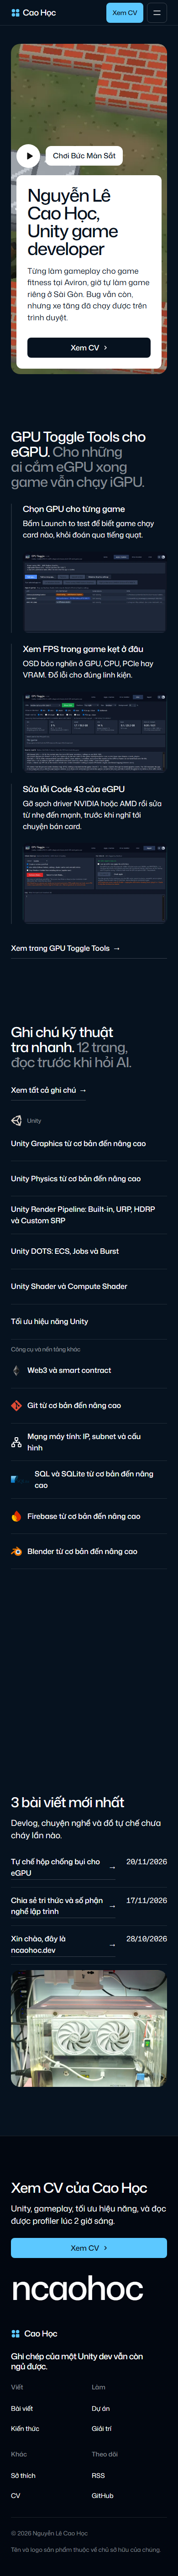 Cao Học
Xem CV
Chơi Bức Màn Sắt
Nguyễn Lê
Cao Học,
Unity game
developer
Từng làm gameplay cho game
fitness tại Aviron, giờ tự làm game
riêng ở Sài Gòn. Bug vẫn còn,
nhưng xe tăng đã chạy được trên
trình duyệt.
Xem CV
GPU Toggle Tools cho
eGPU. Cho những
ai cắm eGPU xong
game vẫn chạy iGPU.
Chọn GPU cho từng game
Bấm Launch to test để biết game chạy
card nào, khỏi đoán qua tiếng quạt.
Xem FPS trong game kẹt ở đâu
OSD báo nghẽn ở GPU, CPU, PCIe hay
VRAM. Đổ lỗi cho đúng linh kiện.
Sửa lỗi Code 43 của eGPU
Gỡ sạch driver NVIDIA hoặc AMD rồi sửa
từ nhẹ đến mạnh, trước khi nghĩ tới
chuyện bán card.
Xem trang GPU Toggle Tools →
Ghi chú kỹ thuật
tra nhanh. 12 trang,
đọc trước khi hỏi AI.
Xem tất cả ghi chú →
Unity
Unity Graphics từ cơ bản đến nâng cao
Unity Physics từ cơ bản đến nâng cao
Unity Render Pipeline: Built-in, URP, HDRP
và Custom SRP
Unity DOTS: ECS, Jobs và Burst
Unity Shader và Compute Shader
Tối ưu hiệu năng Unity
Công cụ và nền tảng khác
Web3 và smart contract
Git từ cơ bản đến nâng cao
Mạng máy tính: IP, subnet và cấu
hình
SQL và SQLite từ cơ bản đến nâng
cao
Firebase từ cơ bản đến nâng cao
Blender từ cơ bản đến nâng cao
3 bài viết mới nhất
Devlog, chuyện nghề và đồ tự chế chưa
cháy lần nào.
Tự chế hộp chống bụi cho
eGPU → 20/11/2026
Chia sẻ tri thức và số phận
nghề lập trình → 17/11/2026
Xin chào, đây là
ncaohoc.dev → 28/10/2026
Xem CV của Cao Học
Unity, gameplay, tối ưu hiệu năng, và đọc
được profiler lúc 2 giờ sáng.
Xem CV
ncaohoc
Cao Học
Ghi chép của một Unity dev vẫn còn
ngủ được.
Viết
Làm
Bài viết
Dự án
Kiến thức
Giải trí
Khác
Theo dõi
Sở thích
RSS
CV
GitHub
© 2026 Nguyễn Lê Cao Học
Tên và logo sản phẩm thuộc về chủ sở hữu của chúng.